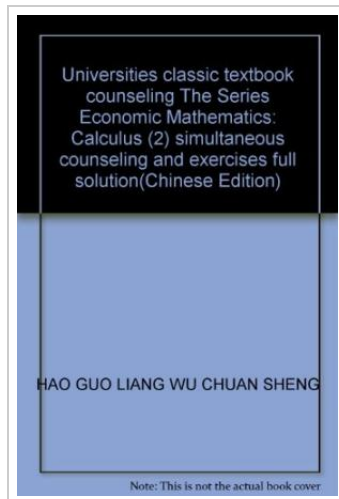 Universities classic textbook
counseling The Series
Economic Mathematics:
Calculus (2) simultaneous
counseling and exercises full
solution(Chinese Edition)
HAO GUO LIANG WU CHUAN SHENG
Note: This is not the actual book cover